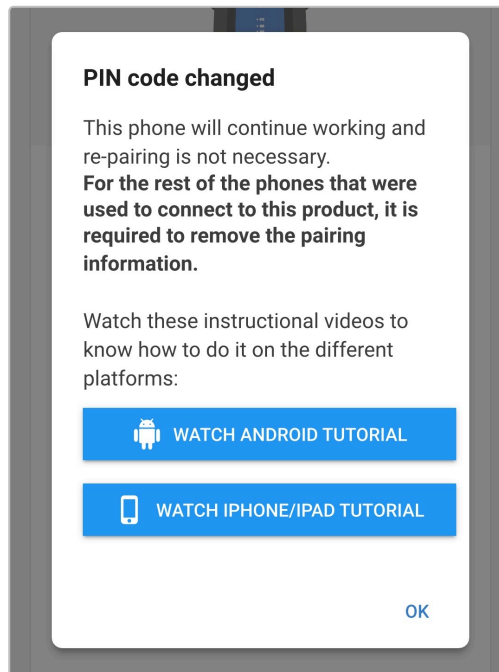 PIN code changed
This phone will continue working and
re-pairing is not necessary.
For the rest of the phones that were
used to connect to this product, it is
required to remove the pairing
information.
Watch these instructional videos to
know how to do it on the different
platforms:
WATCH ANDROID TUTORIAL
WATCH IPHONE/IPAD TUTORIAL
OK